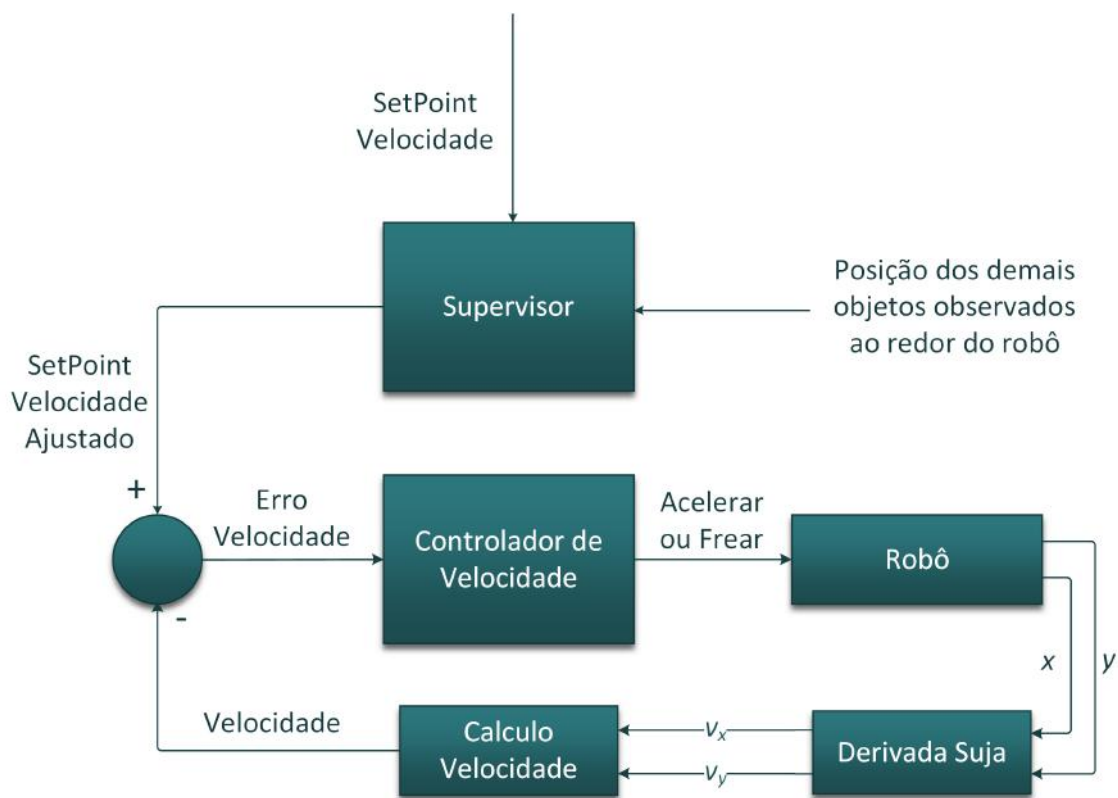 SetPoint
Velocidade
Supervisor
Posição dos demais
objetos observados
ao redor do robô
SetPoint
Velocidade
Ajustado
+
Erro
Velocidade
Controlador de
Velocidade
Acelerar
ou Frear
Robô
-
x
y
Velocidade
Calculo
Velocidade
vx
vy
Derivada Suja